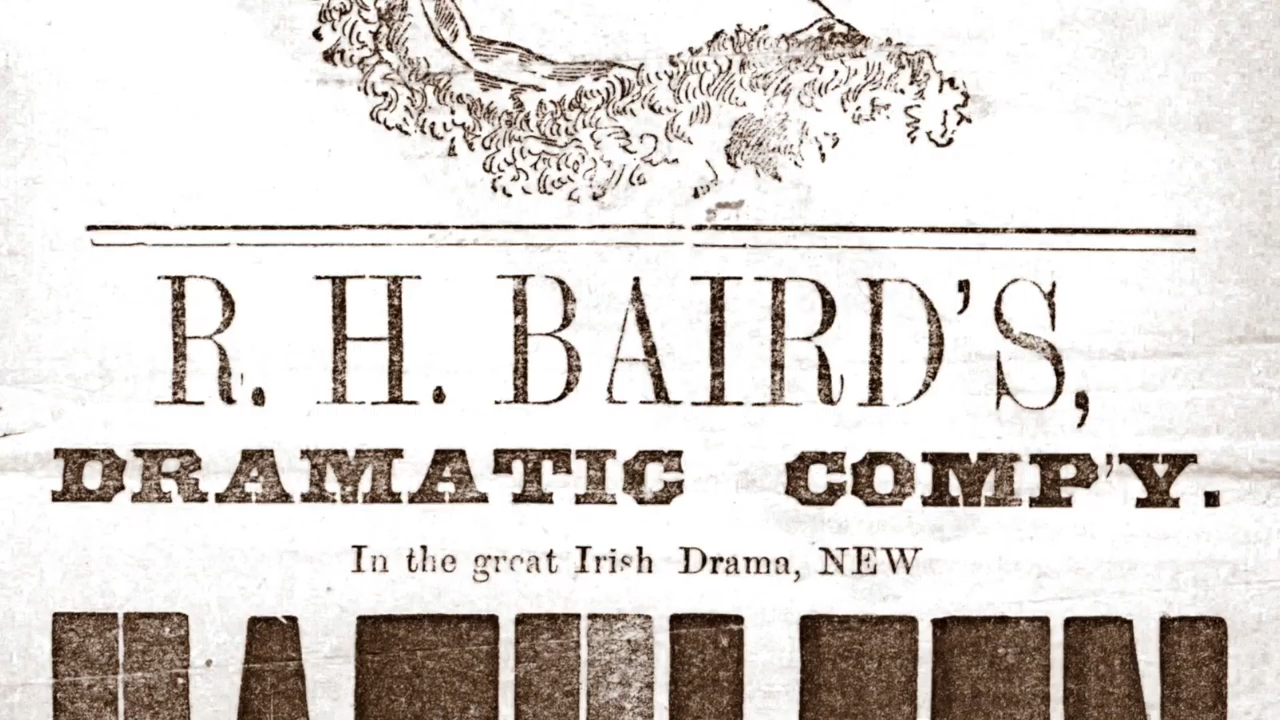 R. H. BAIRD'S,
DRAMATIC COMP'Y.
In the great Irish Drama, NEW